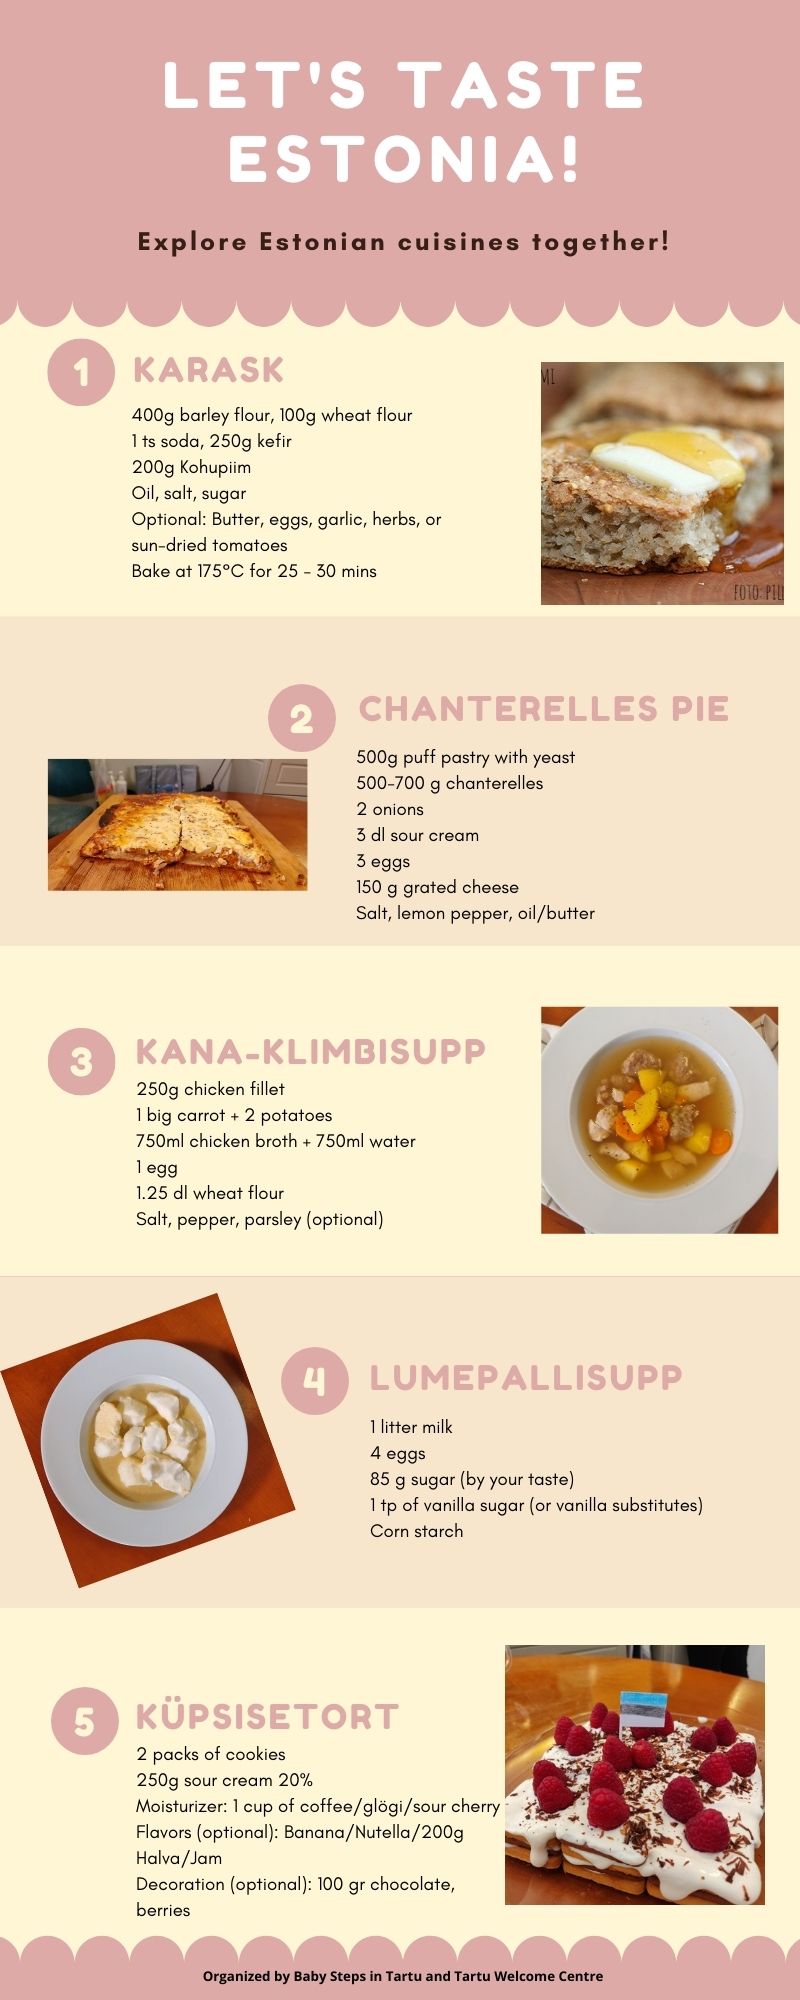 LET'S TASTE
ESTONIA!
Explore Estonian cuisines together!
1
KARASK
400g barley flour, 100g wheat flour
1 ts soda, 250g kefir
200g Kohupiim
Oil, salt, sugar
Optional: Butter, eggs, garlic, herbs, or
sun-dried tomatoes
Bake at 175°C for 25 - 30 mins
MI
FOTO: PIL
2
CHANTERELLES PIE
500g puff pastry with yeast
500-700 g chanterelles
2 onions
3 dl sour cream
3 eggs
150 g grated cheese
Salt, lemon pepper, oil/butter
3
KANA-KLIMBISUPP
250g chicken fillet
1 big carrot + 2 potatoes
750ml chicken broth + 750ml water
1 egg
1.25 dl wheat flour
Salt, pepper, parsley (optional)
4
LUMEPALLISUPP
1 litter milk
4 eggs
85 g sugar (by your taste)
1 tp of vanilla sugar (or vanilla substitutes)
Corn starch
5
KÜPSISETORT
2 packs of cookies
250g sour cream 20%
Moisturizer: 1 cup of coffee/glögi/sour cherry
Flavors (optional): Banana/Nutella/200g
Halva/Jam
Decoration (optional): 100 gr chocolate,
berries
Organized by Baby Steps in Tartu and Tartu Welcome Centre